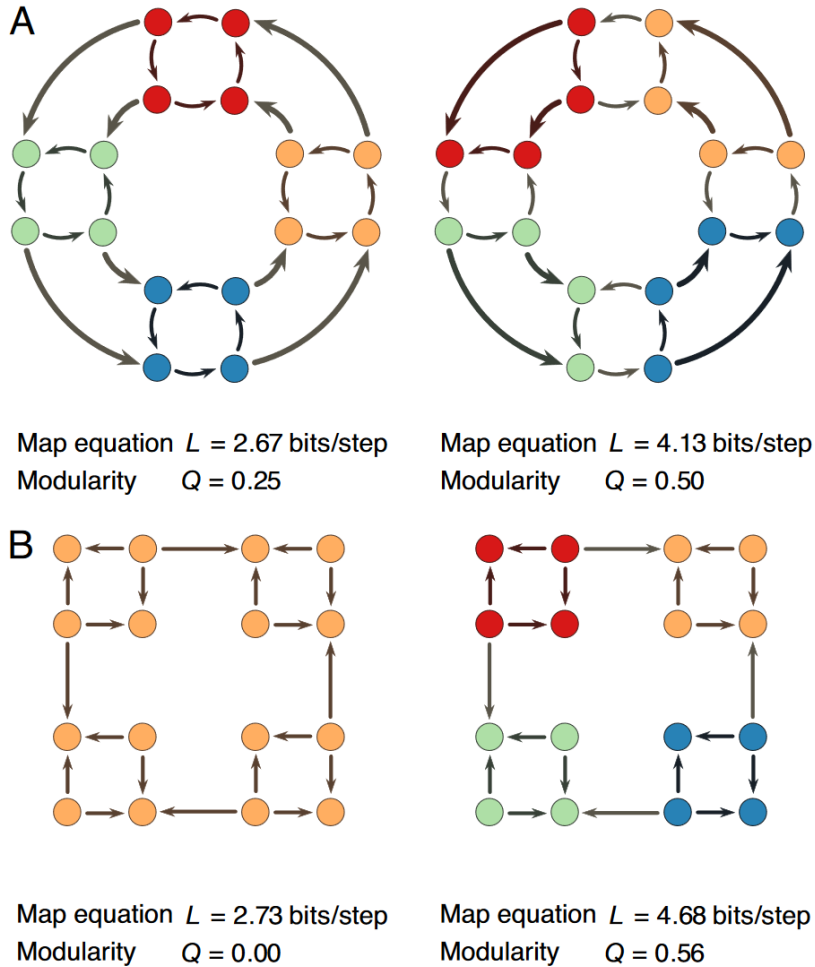 A
Map equation L = 2.67 bits/step
Modularity Q = 0.25
Map equation L = 4.13 bits/step
Modularity Q = 0.50
B
Map equation L = 2.73 bits/step
Modularity Q = 0.00
Map equation L = 4.68 bits/step
Modularity Q = 0.56